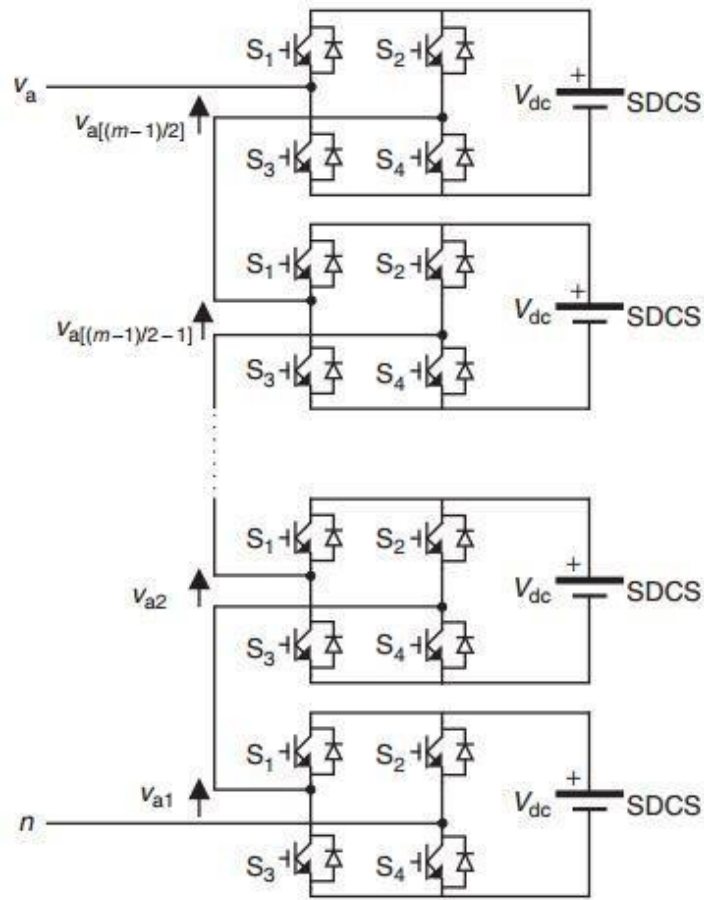 S1 S2 + Vdc SDCS
va
va[(m−1)/2]
S3 S4
S1 S2 + Vdc SDCS
va[(m−1)/2−1]
S3 S4
S1 S2 + Vdc SDCS
va2
S3 S4
S1 S2 + Vdc SDCS
va1
n
S3 S4